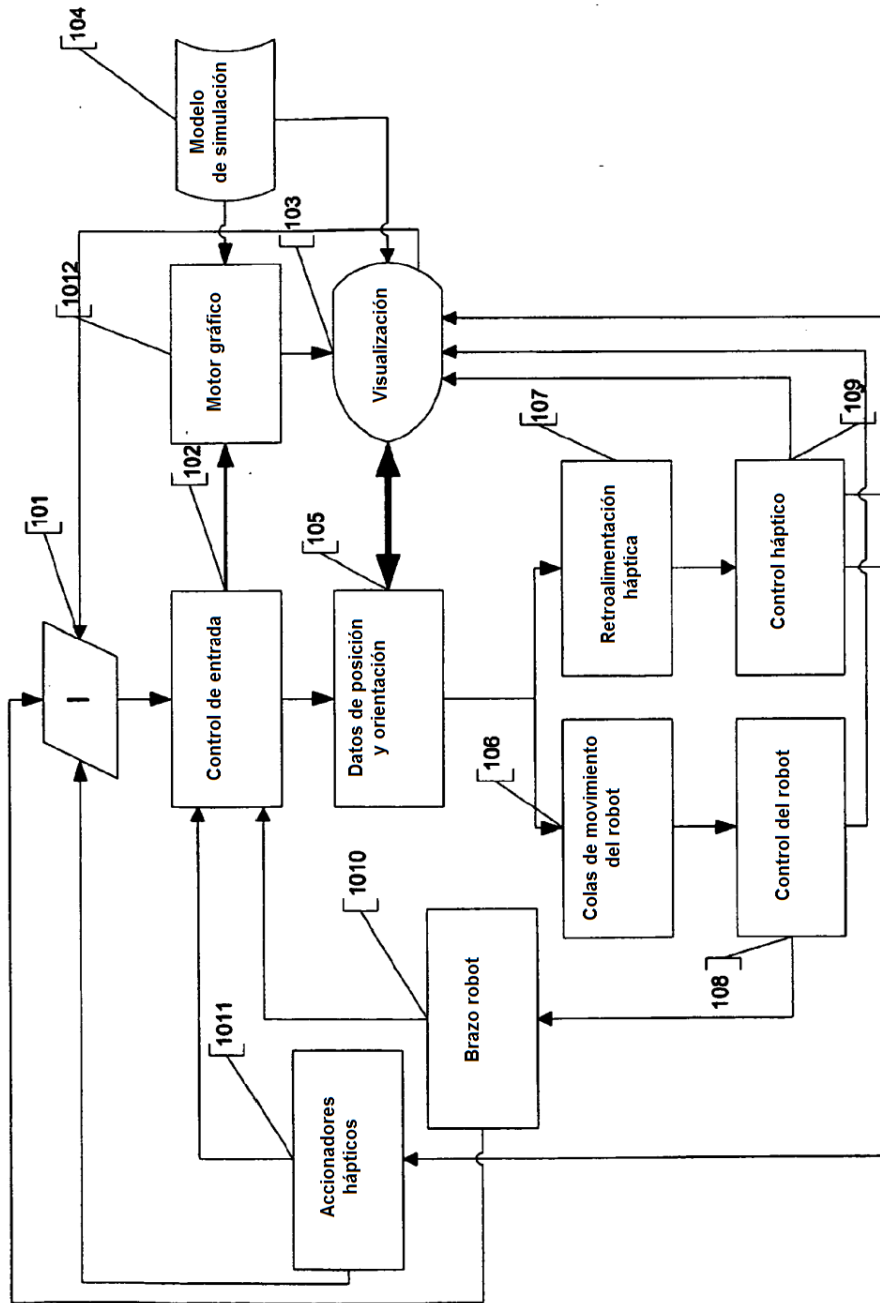 104
Modelo
de simulación
1012
103
Motor gráfico
Visualización
101
I
102
Control de entrada
105
Datos de posición
y orientación
107
Retroalimentación
háptica
109
Control háptico
106
Colas de movimiento
del robot
108
Control del robot
1010
Brazo robot
1011
Accionadores
hápticos